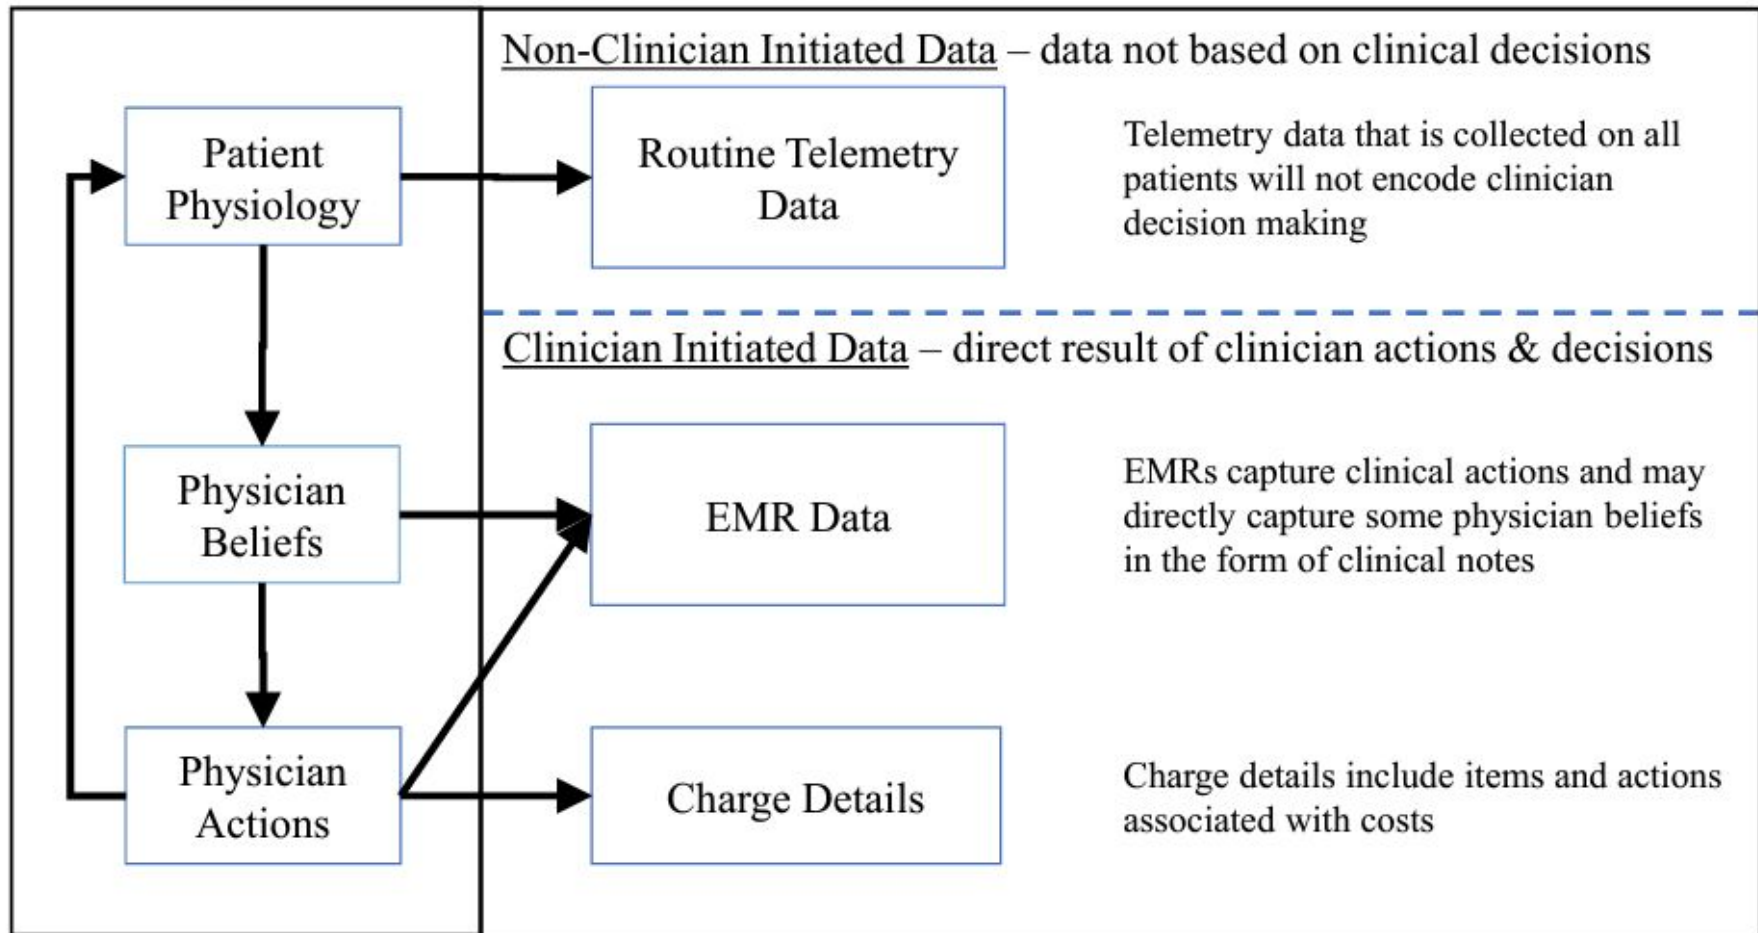 Non-Clinician Initiated Data – data not based on clinical decisions
Patient
Physiology
Routine Telemetry
Data
Telemetry data that is collected on all
patients will not encode clinician
decision making
Clinician Initiated Data – direct result of clinician actions & decisions
Physician
Beliefs
EMR Data
EMRs capture clinical actions and may
directly capture some physician beliefs
in the form of clinical notes
Physician
Actions
Charge Details
Charge details include items and actions
associated with costs